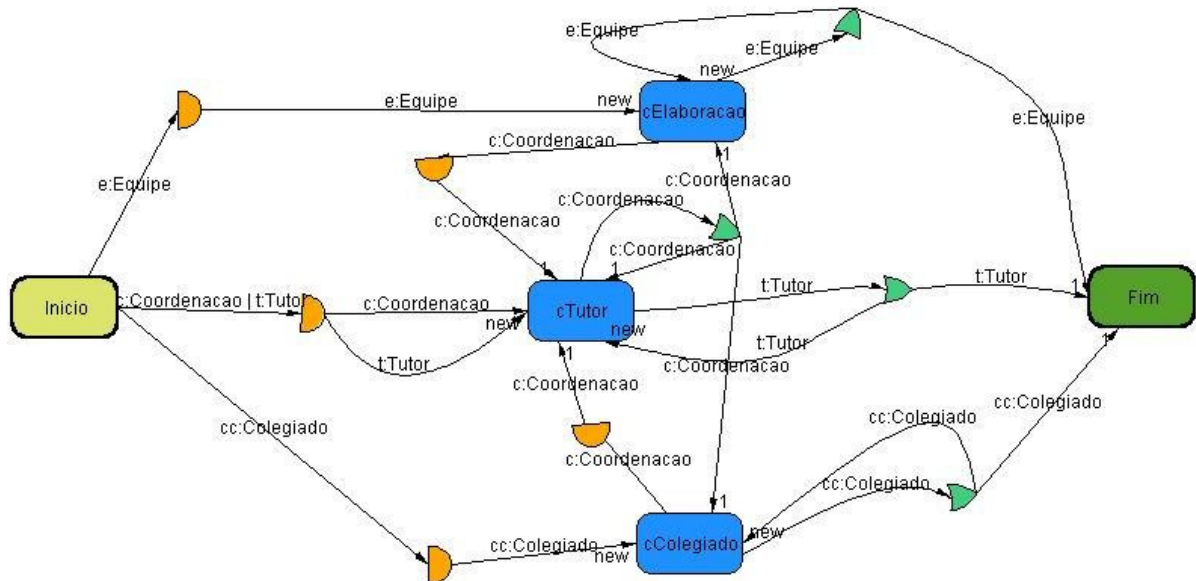 e:Equipe
e:Equipe
new
e:Equipe
new
cElaboracao
e:Equipe
c:Coordenacao
1
e:Equipe
c:Coordenacao
c:Coordenacao
c:Coordenacao
c:Coordenacao
1
1
Inicio
c:Coordenacao | t:Tutor
c:Coordenacao
new
cTutor
new
t:Tutor
t:Tutor
1
Fim
t:Tutor
t:Tutor
c:Coordenacao
1
1
cc:Colegiado
c:Coordenacao
cc:Colegiado
cc:Colegiado
c:Coordenacao
cc:Colegiado
1
cc:Colegiado
new
cColegiado
new